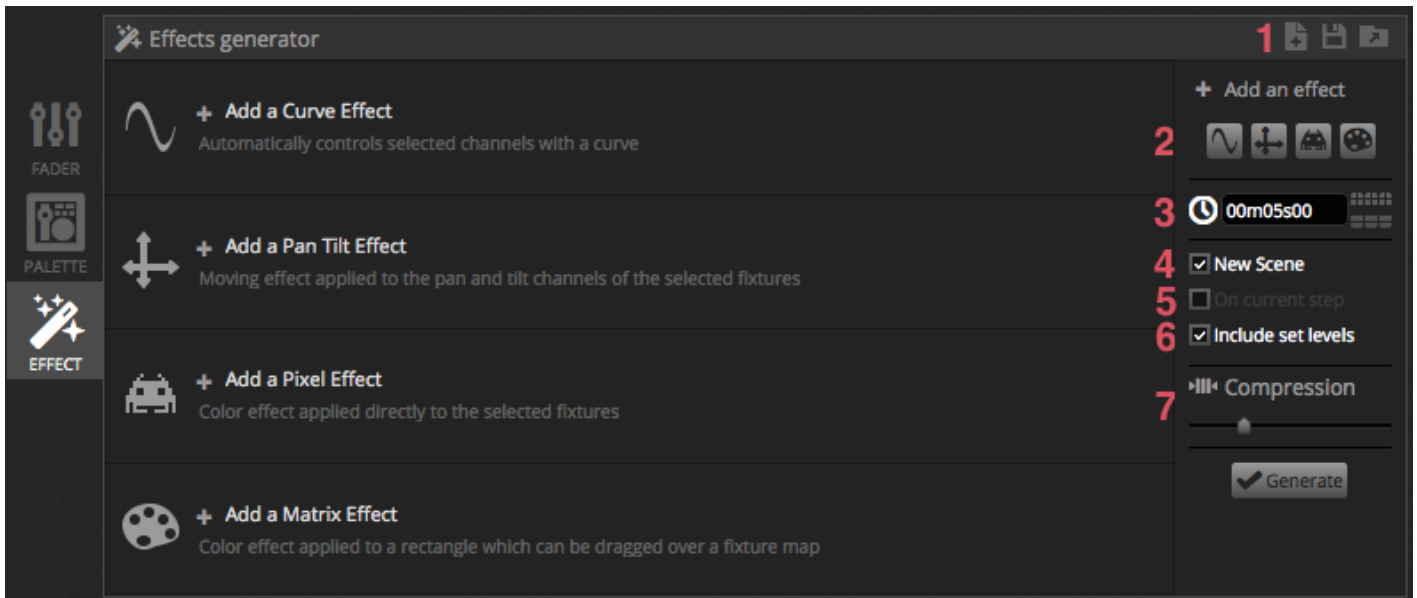 Effects generator
1
FADER
PALETTE
EFFECT
+ Add a Curve Effect
Automatically controls selected channels with a curve
+ Add a Pan Tilt Effect
Moving effect applied to the pan and tilt channels of the selected fixtures
+ Add a Pixel Effect
Color effect applied directly to the selected fixtures
+ Add a Matrix Effect
Color effect applied to a rectangle which can be dragged over a fixture map
+ Add an effect
2
3 00m05s00
4 New Scene
5 On current step
6 Include set levels
Compression
7
Generate